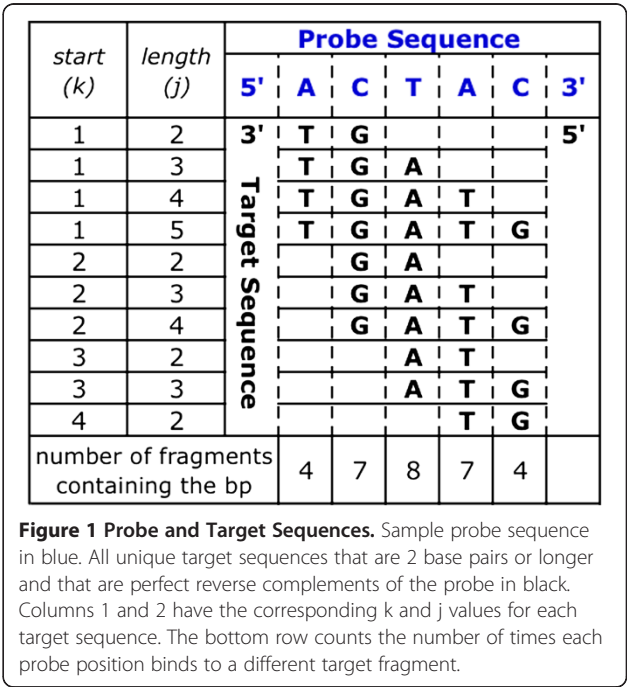 Probe Sequence
start (k) length (j) 5' A C T A C 3'
1 2 3' T G 5'
1 3 T G A
1 4 T G A T
1 5 T G A T G
2 2 G A
2 3 G A T
2 4 G A T G
3 2 A T
3 3 A T G
4 2 T G
Target Sequence
number of fragments
containing the bp 4 7 8 7 4
Figure 1 Probe and Target Sequences. Sample probe sequence
in blue. All unique target sequences that are 2 base pairs or longer
and that are perfect reverse complements of the probe in black.
Columns 1 and 2 have the corresponding k and j values for each
target sequence. The bottom row counts the number of times each
probe position binds to a different target fragment.